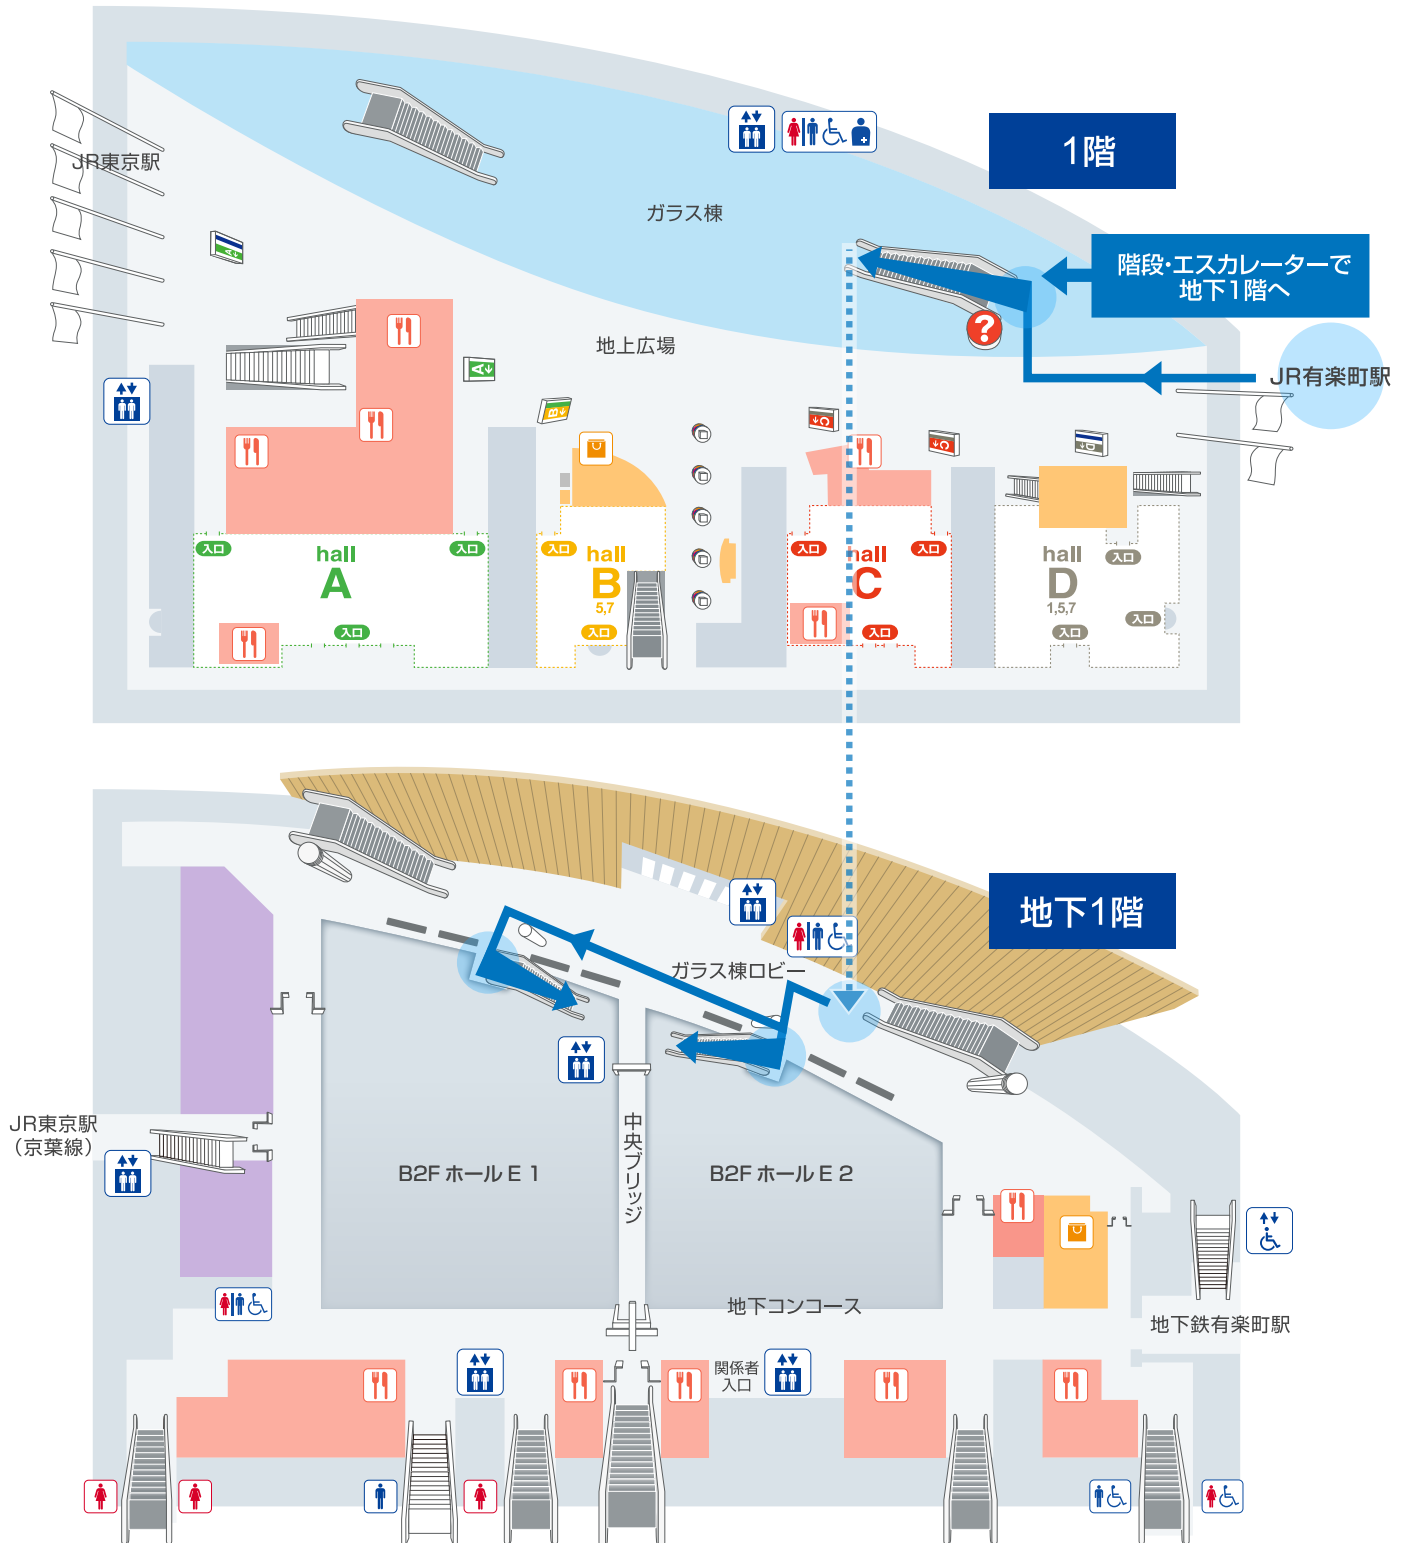 1階
JR東京駅
ガラス棟
階段・エスカレーターで
地下1階へ
?
地上広場
JR有楽町駅
A
A
B
C
C
D
入口
入口
hall
A
入口
入口
hall
B
5,7
入口
入口
入口
hall
C
入口
hall
D
1,5,7
入口
入口
入口
地下1階
ガラス棟ロビー
JR東京駅
(京葉線)
B2F ホール E 1
中央ブリッジ
B2F ホール E 2
地下コンコース
地下鉄有楽町駅
関係者
入口